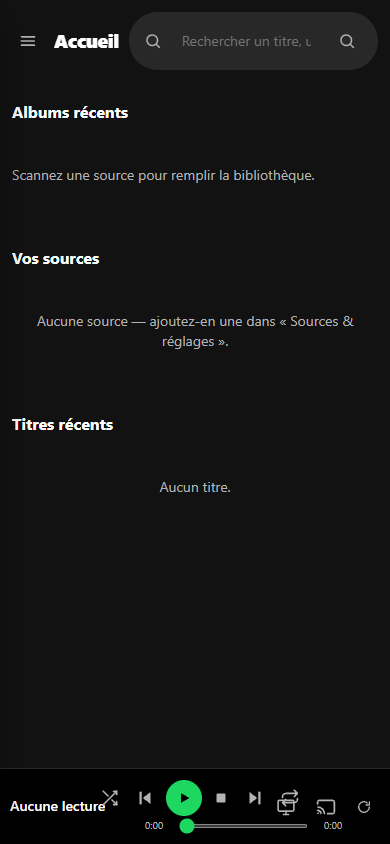 Accueil
Rechercher un titre, u
Albums récents
Scannez une source pour remplir la bibliothèque.
Vos sources
Aucune source — ajoutez-en une dans « Sources &
réglages ».
Titres récents
Aucun titre.
Aucune lecture
0:00
0:00